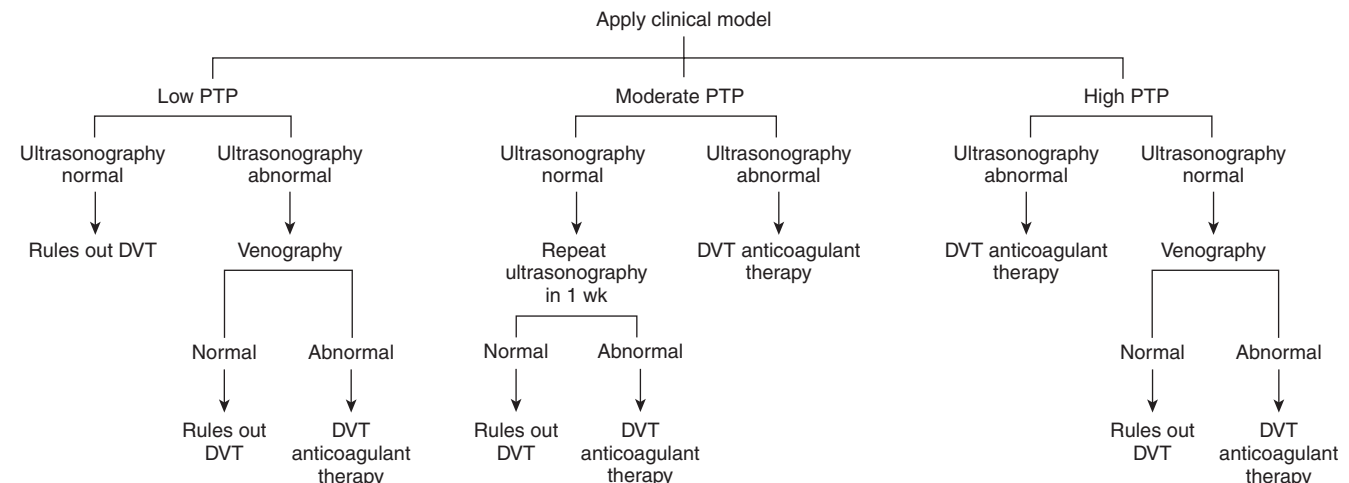 Apply clinical model
Low PTP
Moderate PTP
High PTP
Ultrasonography
normal
Ultrasonography
abnormal
Ultrasonography
normal
Ultrasonography
abnormal
Ultrasonography
abnormal
Ultrasonography
normal
Rules out DVT
Venography
Repeat
ultrasonography
in 1 wk
DVT anticoagulant
therapy
DVT anticoagulant
therapy
Venography
Normal
Abnormal
Normal
Abnormal
Normal
Abnormal
Rules out
DVT
DVT
anticoagulant
therapy
Rules out
DVT
DVT
anticoagulant
therapy
Rules out
DVT
DVT
anticoagulant
therapy